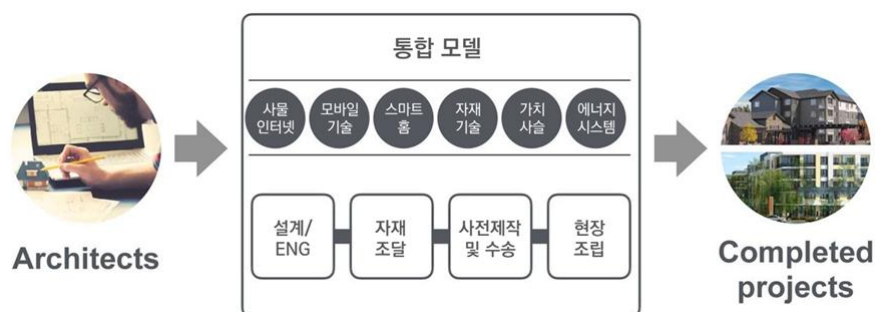 통합 모델
사물
인터넷
모바일
기술
스마트
홈
자재
기술
가치
사슬
에너지
시스템
설계/
ENG
자재
조달
사전제작
및 수송
현장
조립
Architects
Completed
projects